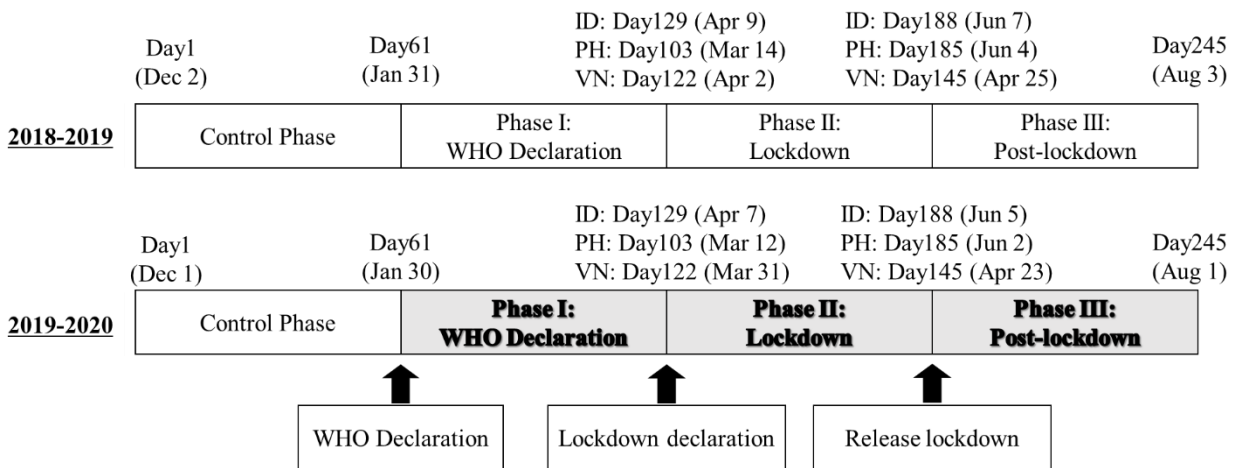 ID: Day129 (Apr 9)
ID: Day188 (Jun 7)
Day1
Day61
PH: Day103 (Mar 14)
PH: Day185 (Jun 4)
Day245
(Dec 2)
(Jan 31)
VN: Day122 (Apr 2)
VN: Day145 (Apr 25)
(Aug 3)
2018-2019
Control Phase
Phase I:
WHO Declaration
Phase II:
Lockdown
Phase III:
Post-lockdown
ID: Day129 (Apr 7)
ID: Day188 (Jun 5)
Day1
Day61
PH: Day103 (Mar 12)
PH: Day185 (Jun 2)
Day245
(Dec 1)
(Jan 30)
VN: Day122 (Mar 31)
VN: Day145 (Apr 23)
(Aug 1)
2019-2020
Control Phase
Phase I:
WHO Declaration
Phase II:
Lockdown
Phase III:
Post-lockdown
WHO Declaration
Lockdown declaration
Release lockdown